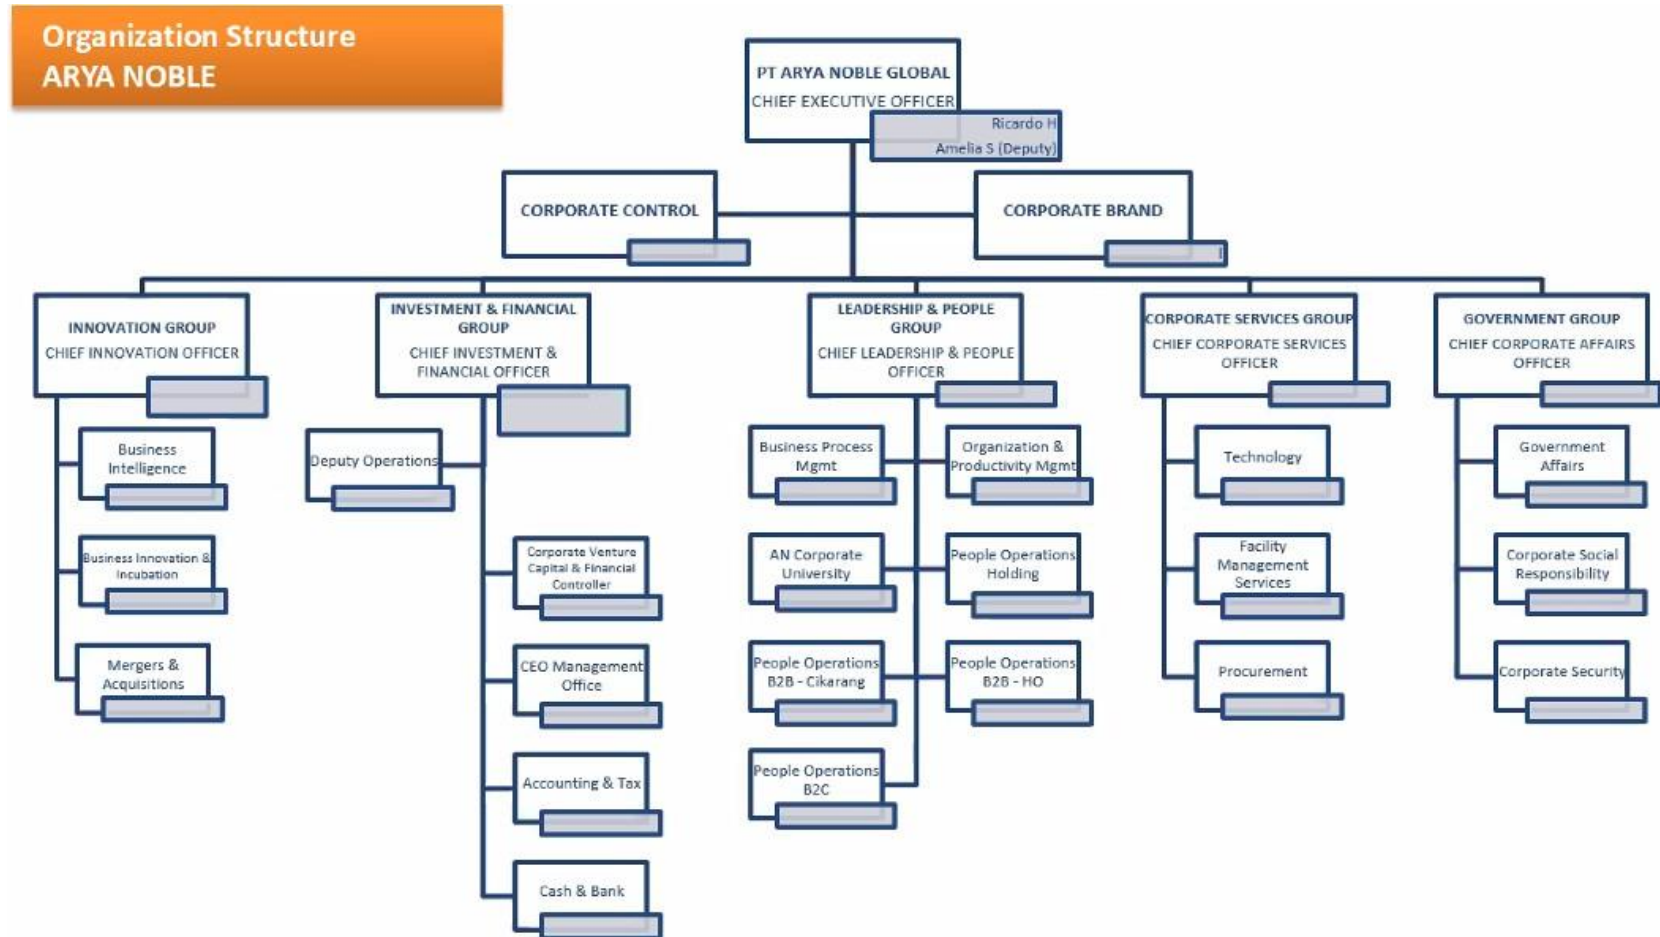 Organization Structure
ARYA NOBLE
PT ARYA NOBLE GLOBAL
CHIEF EXECUTIVE OFFICER
Ricardo H
Amelia S (Deputy)
CORPORATE CONTROL
CORPORATE BRAND
INNOVATION GROUP
CHIEF INNOVATION OFFICER
INVESTMENT & FINANCIAL
GROUP
CHIEF INVESTMENT &
FINANCIAL OFFICER
LEADERSHIP & PEOPLE
GROUP
CHIEF LEADERSHIP & PEOPLE
OFFICER
CORPORATE SERVICES GROUP
CHIEF CORPORATE SERVICES
OFFICER
GOVERNMENT GROUP
CHIEF CORPORATE AFFAIRS
OFFICER
Business
Intelligence
Business Innovation &
Incubation
Mergers &
Acquisitions
Deputy Operations
Corporate Venture
Capital & Financial
Controller
CEO Management
Office
Accounting & Tax
Cash & Bank
Business Process
Mgmt
Organization &
Productivity Mgmt
AN Corporate
University
People Operations
Holding
People Operations
B2B - Cikarang
People Operations
B2B - HO
People Operations
B2C
Technology
Facility
Management
Services
Procurement
Government
Affairs
Corporate Social
Responsibility
Corporate Security